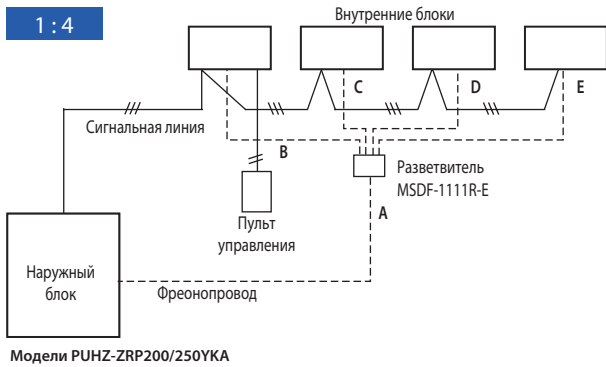 1 : 4
Внутренние блоки
C
D
E
Сигнальная линия
B
Разветвитель
MSDF-1111R-E
A
Пульт
управления
Наружный
блок
Фреонопровод
Модели PUHZ-ZRP200/250YKA